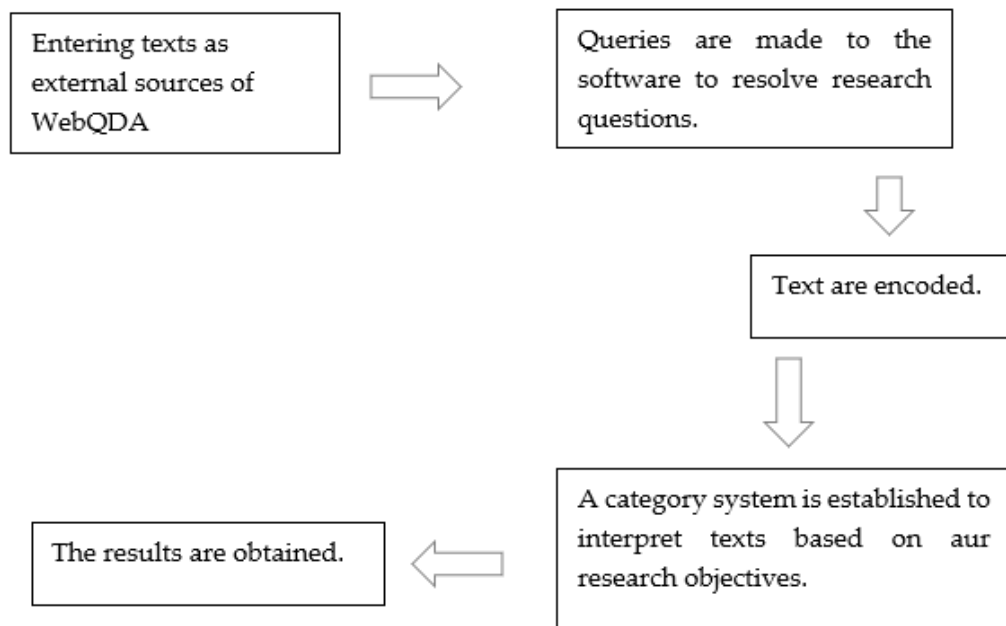 Entering texts as
external sources of
WebQDA
Queries are made to the
software to resolve research
questions.
Text are encoded.
A category system is established to
interpret texts based on aur
research objectives.
The results are obtained.